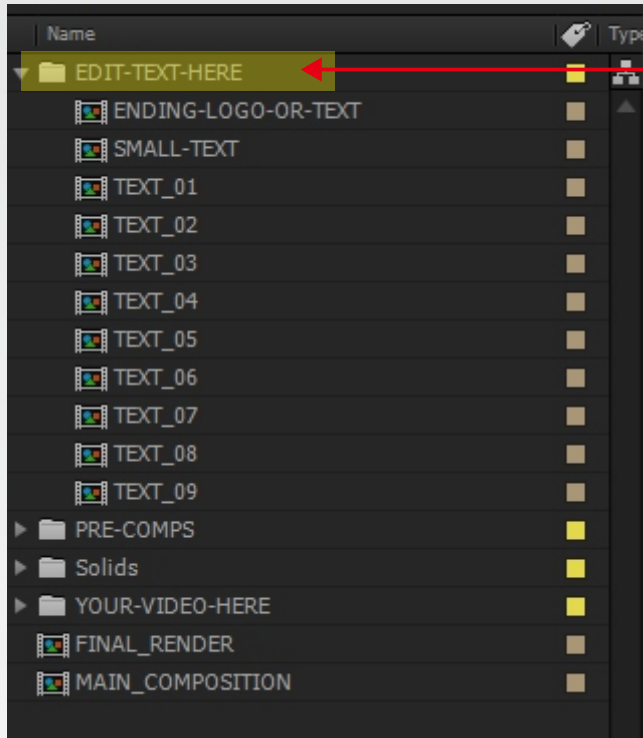 Name Type
EDIT-TEXT-HERE
ENDING-LOGO-OR-TEXT
SMALL-TEXT
TEXT_01
TEXT_02
TEXT_03
TEXT_04
TEXT_05
TEXT_06
TEXT_07
TEXT_08
TEXT_09
PRE-COMPS
Solids
YOUR-VIDEO-HERE
FINAL_RENDER
MAIN_COMPOSITION